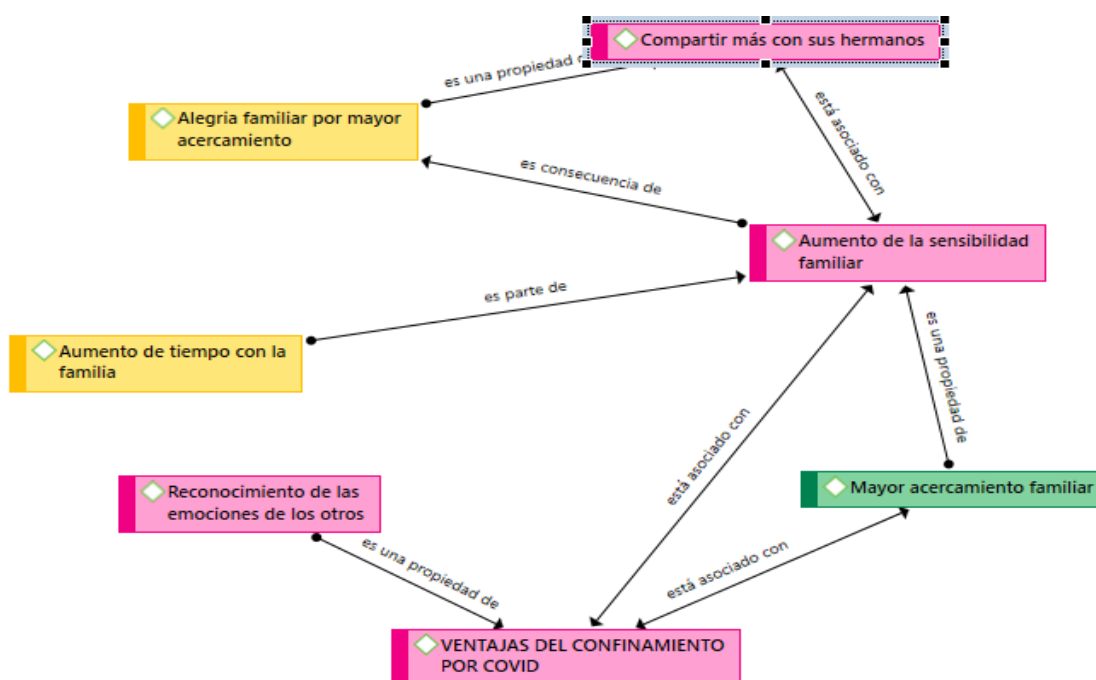 Compartir más con sus hermanos
es una propiedad
Alegria familiar por mayor
acercamiento
está asociado con
es consecuencia de
Aumento de la sensibilidad
familiar
es parte de
Aumento de tiempo con la
familia
es una propiedad de
está asociado con
Reconocimiento de las
emociones de los otros
Mayor acercamiento familiar
es una propiedad de
está asociado con
VENTAJAS DEL CONFINAMIENTO
POR COVID